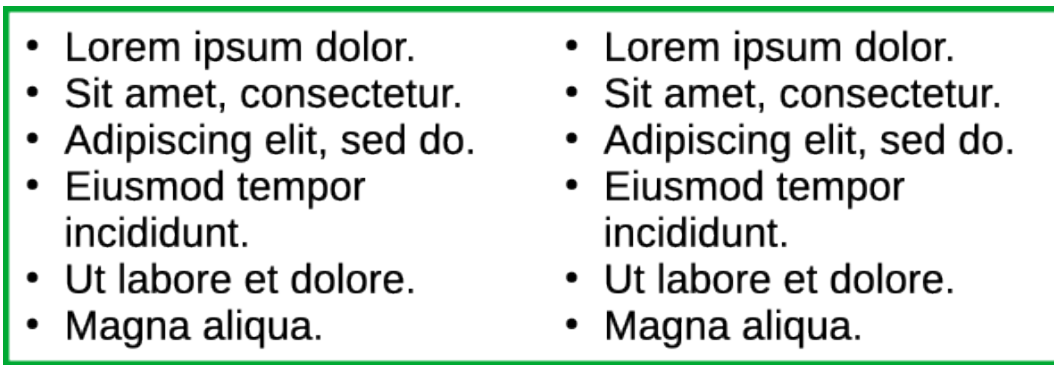 • Lorem ipsum dolor.
• Sit amet, consectetur.
• Adipiscing elit, sed do.
• Eiusmod tempor
incididunt.
• Ut labore et dolore.
• Magna aliqua.
• Lorem ipsum dolor.
• Sit amet, consectetur.
• Adipiscing elit, sed do.
• Eiusmod tempor
incididunt.
• Ut labore et dolore.
• Magna aliqua.